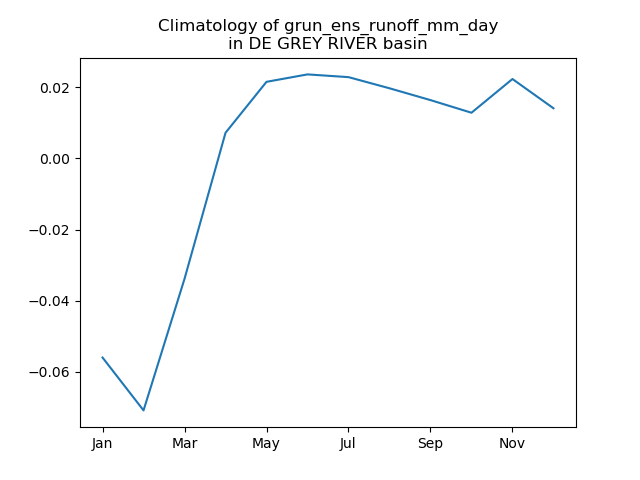 Climatology of grun_ens_runoff_mm_day
in DE GREY RIVER basin
0.02
0.00
−0.02
−0.04
−0.06
Jan
Mar
May
Jul
Sep
Nov